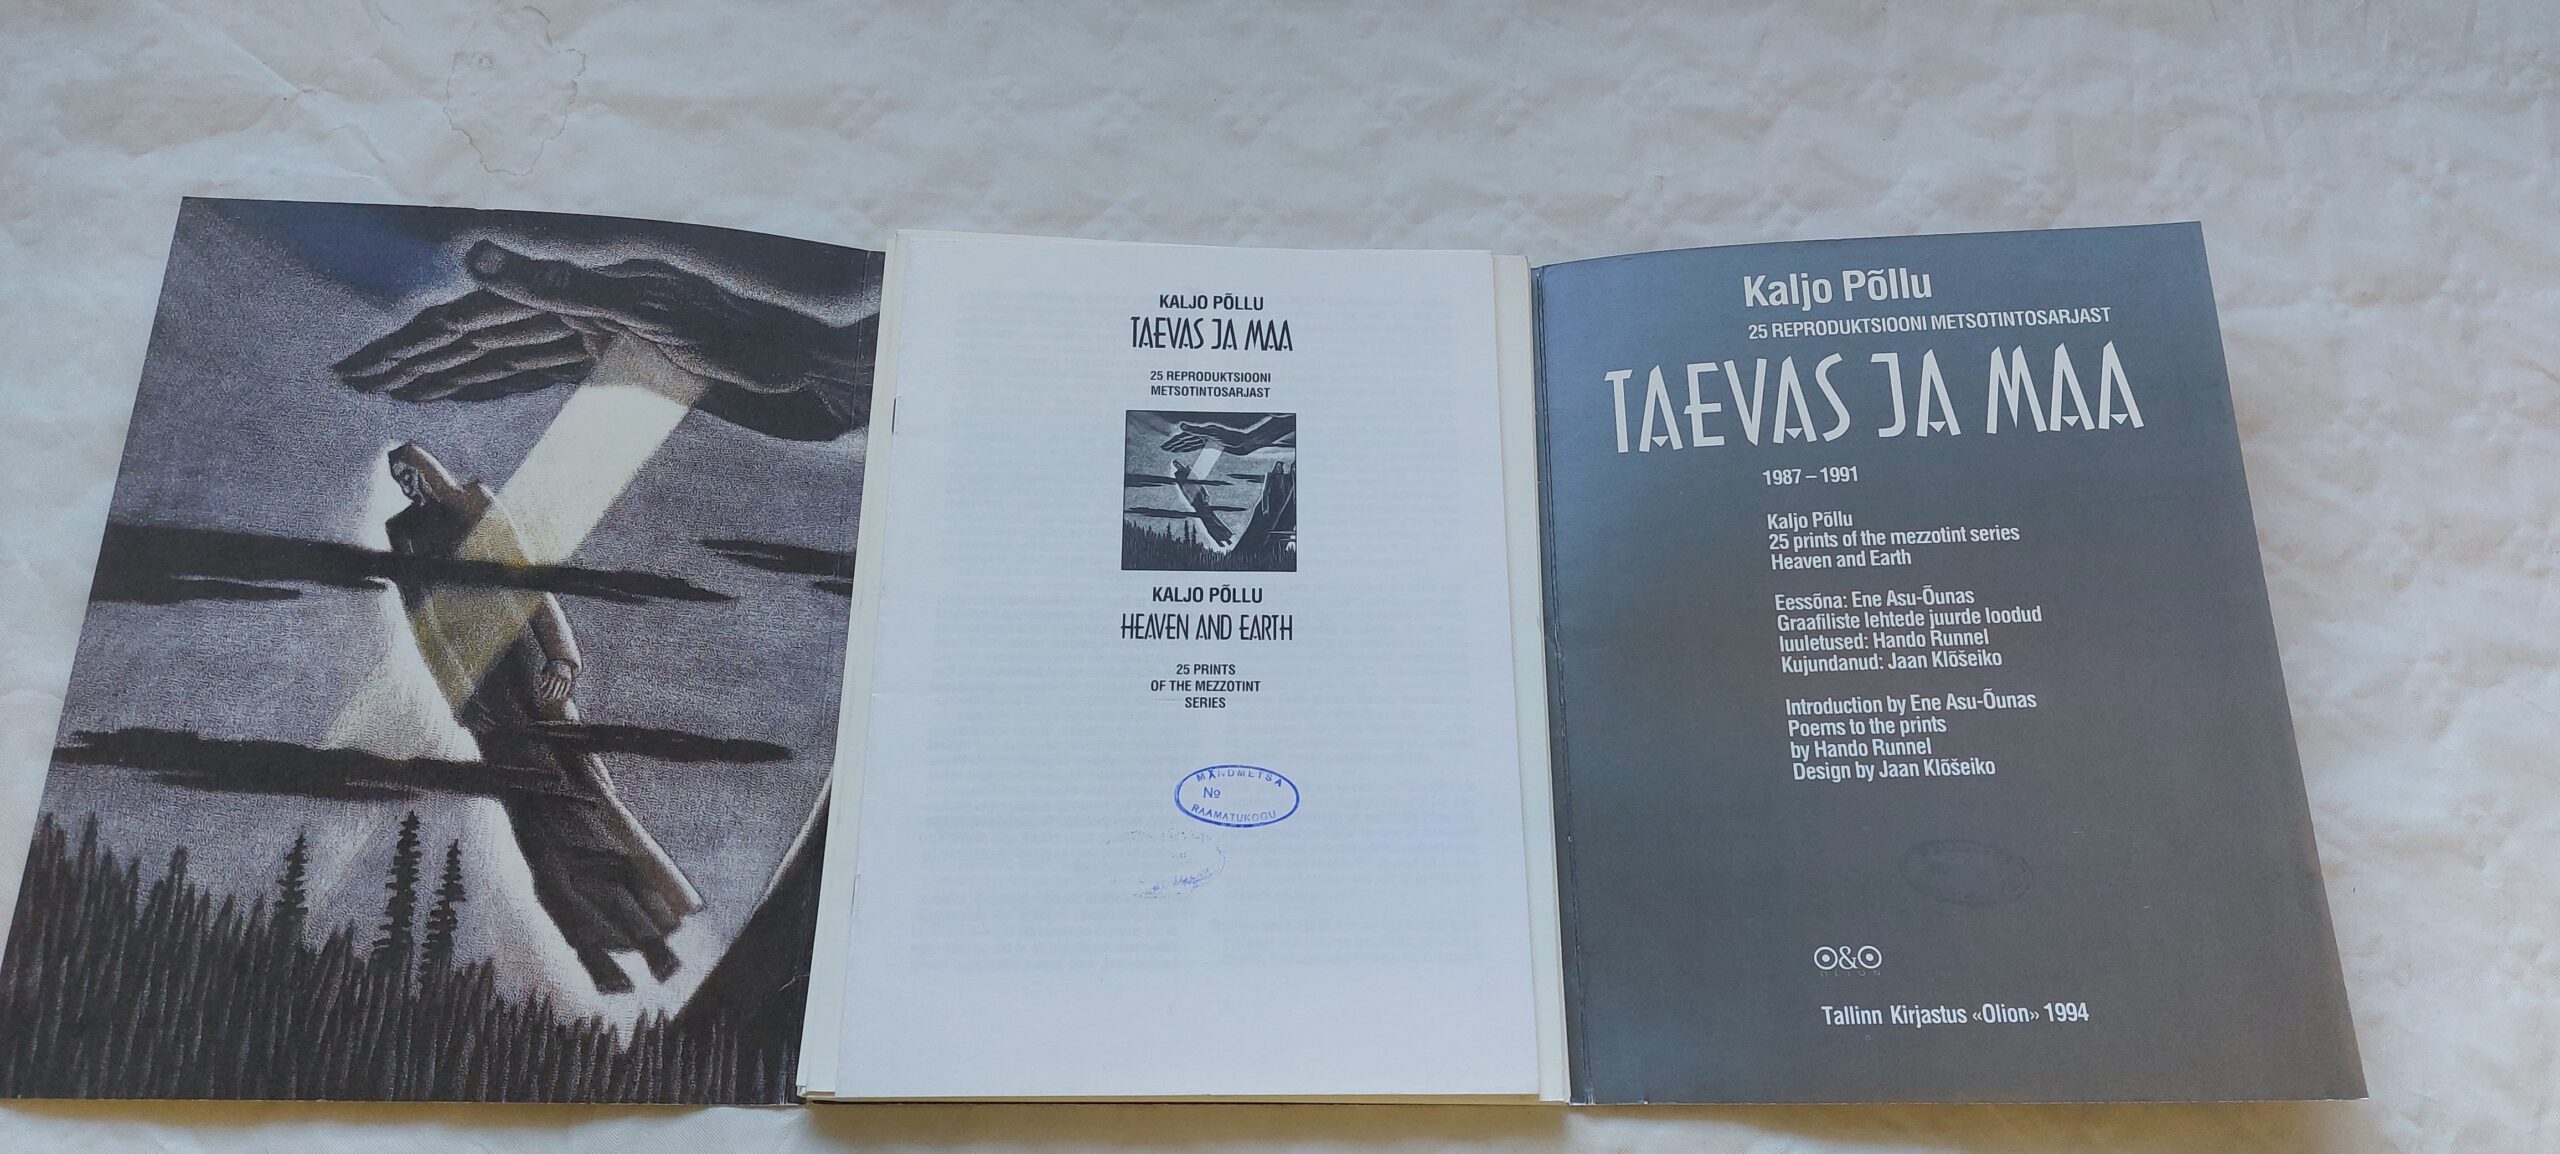 KALJO PÕLLU
TAEVAS JA MAA
25 REPRODUKTSIOONI
METSOTINTOSARJAST
KALJO PÕLLU
HEAVEN AND EARTH
25 PRINTS
OF THE MEZZOTINT
SERIES
MÄNDMETSA
№
RAAMATUKOGU
Kaljo Põllu
25 REPRODUKTSIOONI METSOTINTOSARJAST
TAEVAS JA MAA
1987 – 1991
Kaljo Põllu
25 prints of the mezzotint series
Heaven and Earth
Eessõna: Ene Asu-Õunas
Graafiliste lehtede juurde loodud
luuletused: Hando Runnel
Kujundanud: Jaan Klõšeiko
Introduction by Ene Asu-Õunas
Poems to the prints
by Hando Runnel
Design by Jaan Klõšeiko
O&O
OLION
Tallinn Kirjastus «Olion» 1994